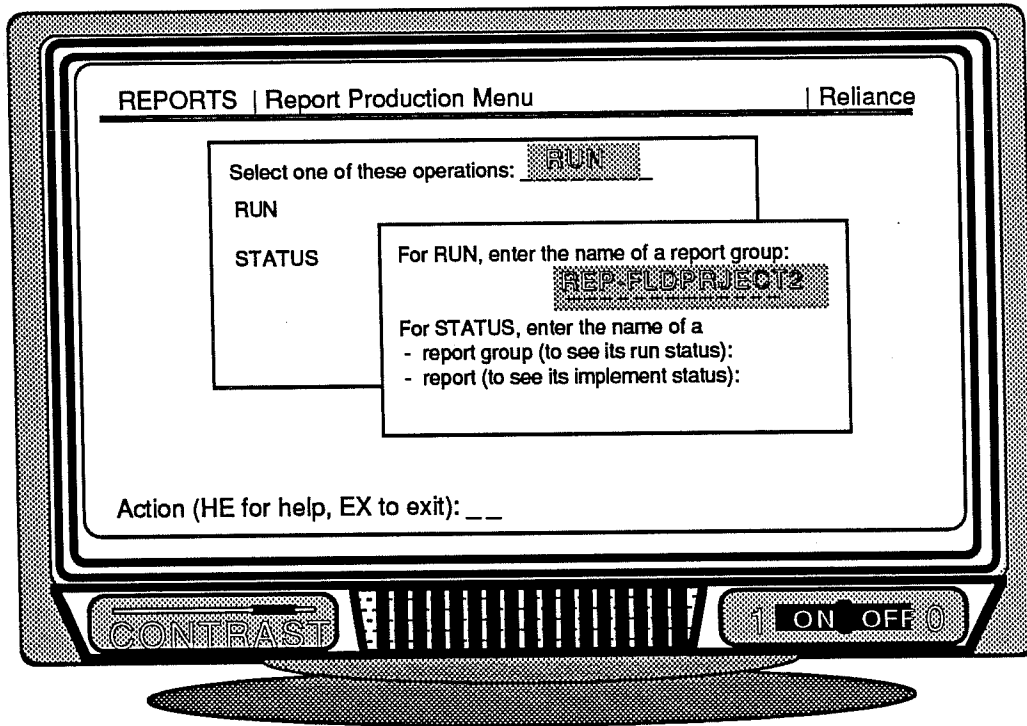 REPORTS | Report Production Menu | Reliance
Select one of these operations: RUN
RUN
STATUS
For RUN, enter the name of a report group:
REP-FLDPRJECT2
For STATUS, enter the name of a
- report group (to see its run status):
- report (to see its implement status):
Action (HE for help, EX to exit): _ _
CONTRAST
1 ON OFF 0